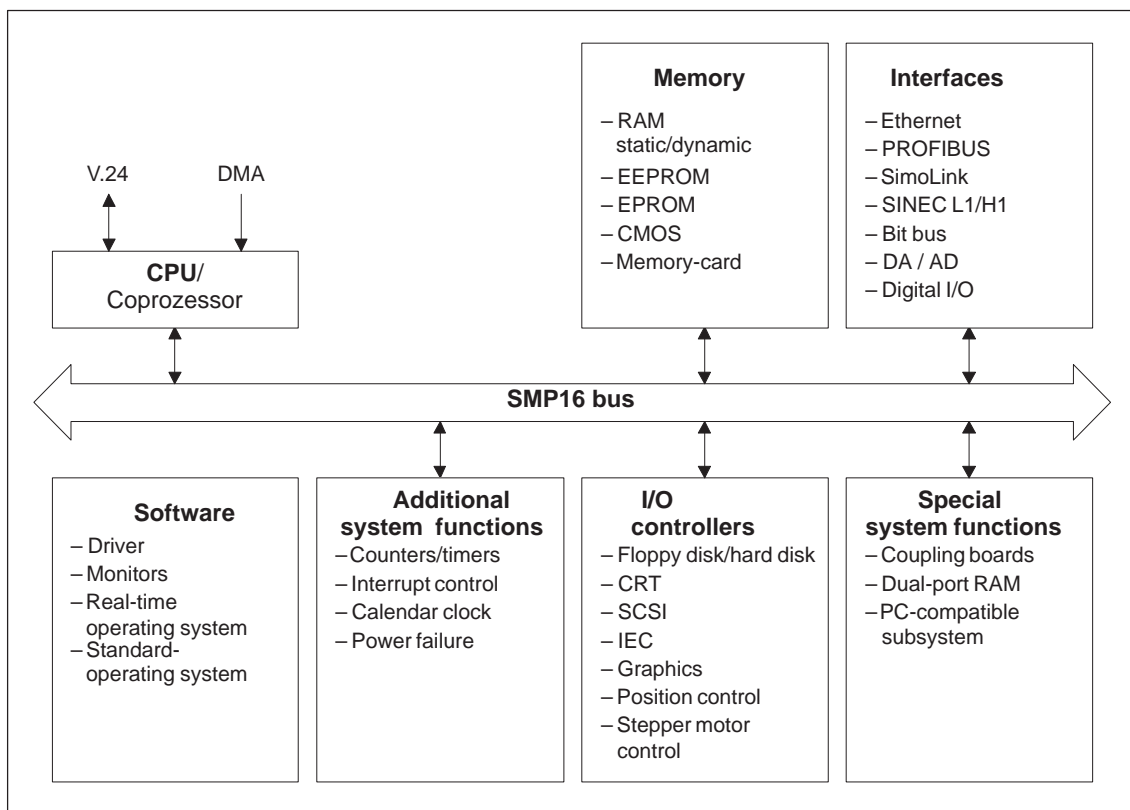 V.24
DMA
CPU/
Coprozessor
Memory
– RAM
static/dynamic
– EEPROM
– EPROM
– CMOS
– Memory-card
Interfaces
– Ethernet
– PROFIBUS
– SimoLink
– SINEC L1/H1
– Bit bus
– DA / AD
– Digital I/O
SMP16 bus
Software
– Driver
– Monitors
– Real-time
operating system
– Standard-
operating system
Additional
system functions
– Counters/timers
– Interrupt control
– Calendar clock
– Power failure
I/O
controllers
– Floppy disk/hard disk
– CRT
– SCSI
– IEC
– Graphics
– Position control
– Stepper motor
control
Special
system functions
– Coupling boards
– Dual-port RAM
– PC-compatible
subsystem